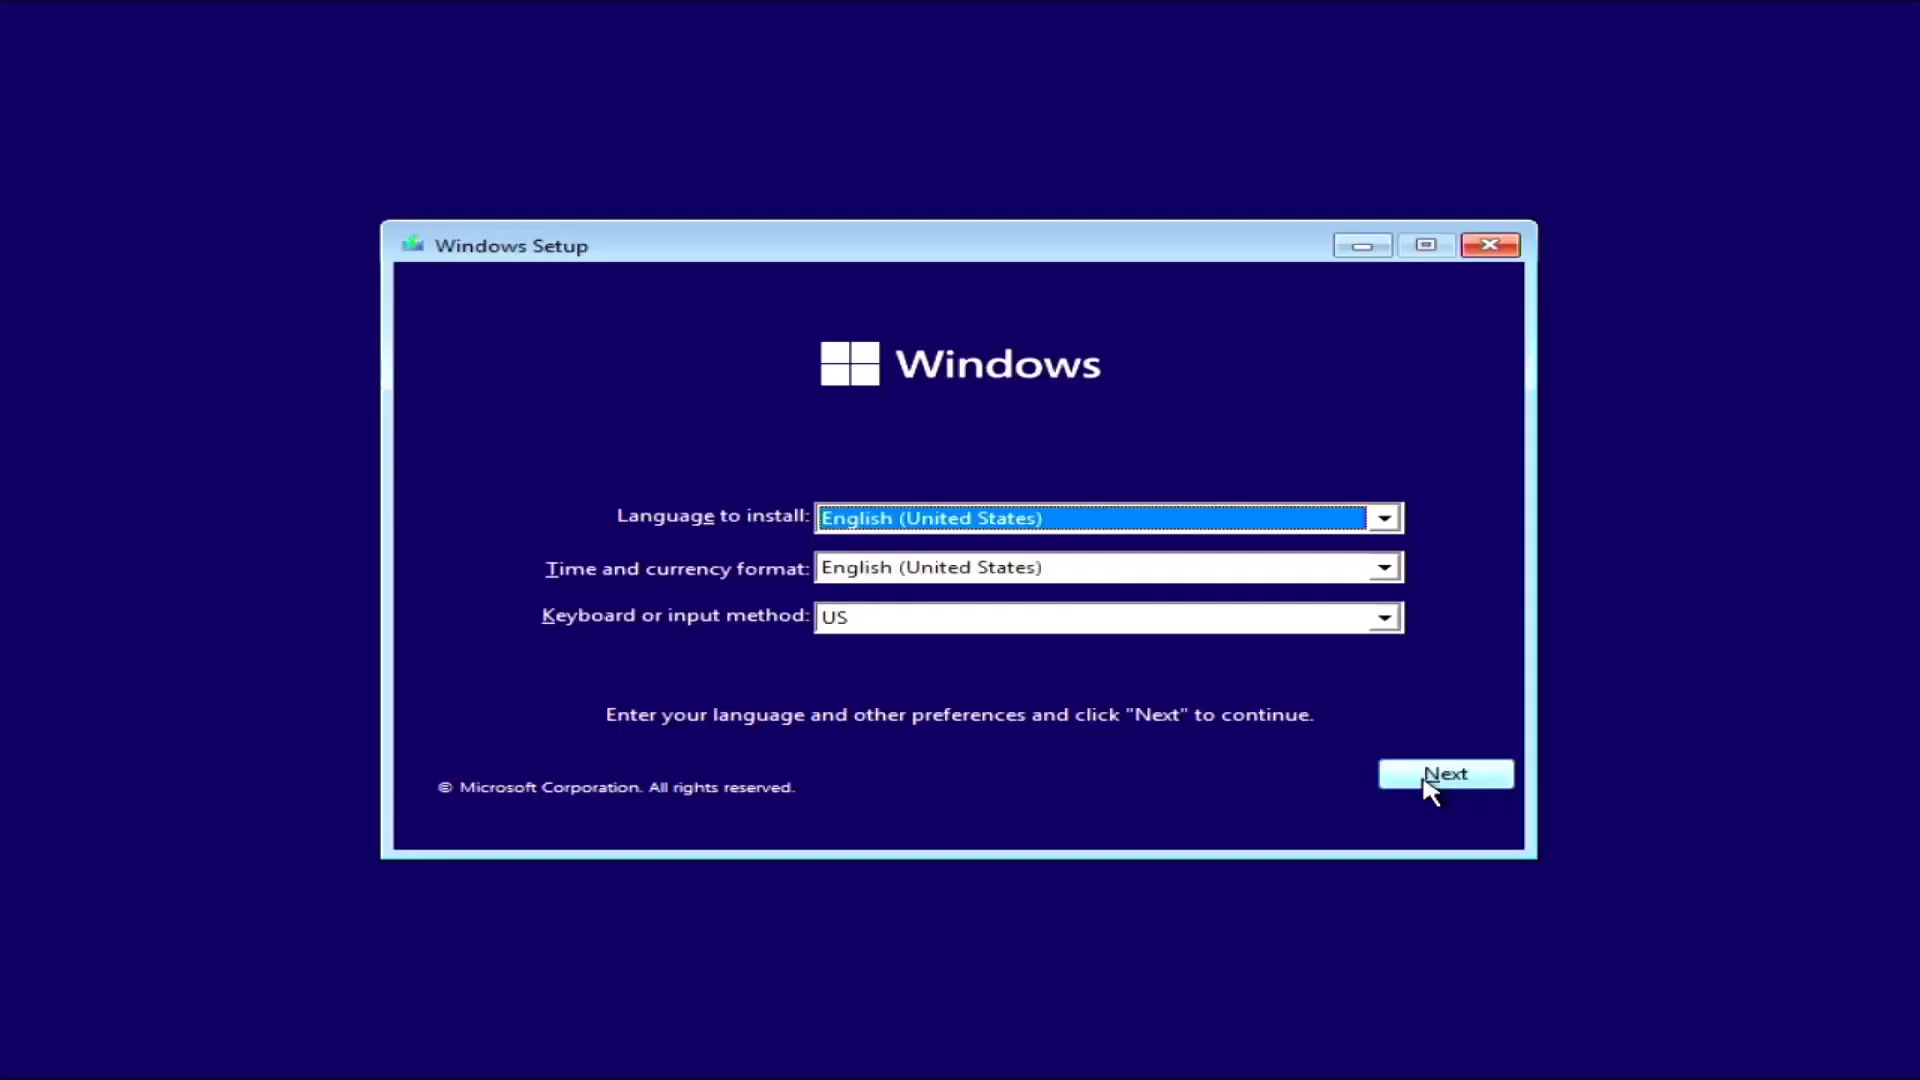 Windows Setup
Windows
Language to install: English (United States)
Time and currency format: English (United States)
Keyboard or input method: US
Enter your language and other preferences and click "Next" to continue.
Next
© Microsoft Corporation. All rights reserved.